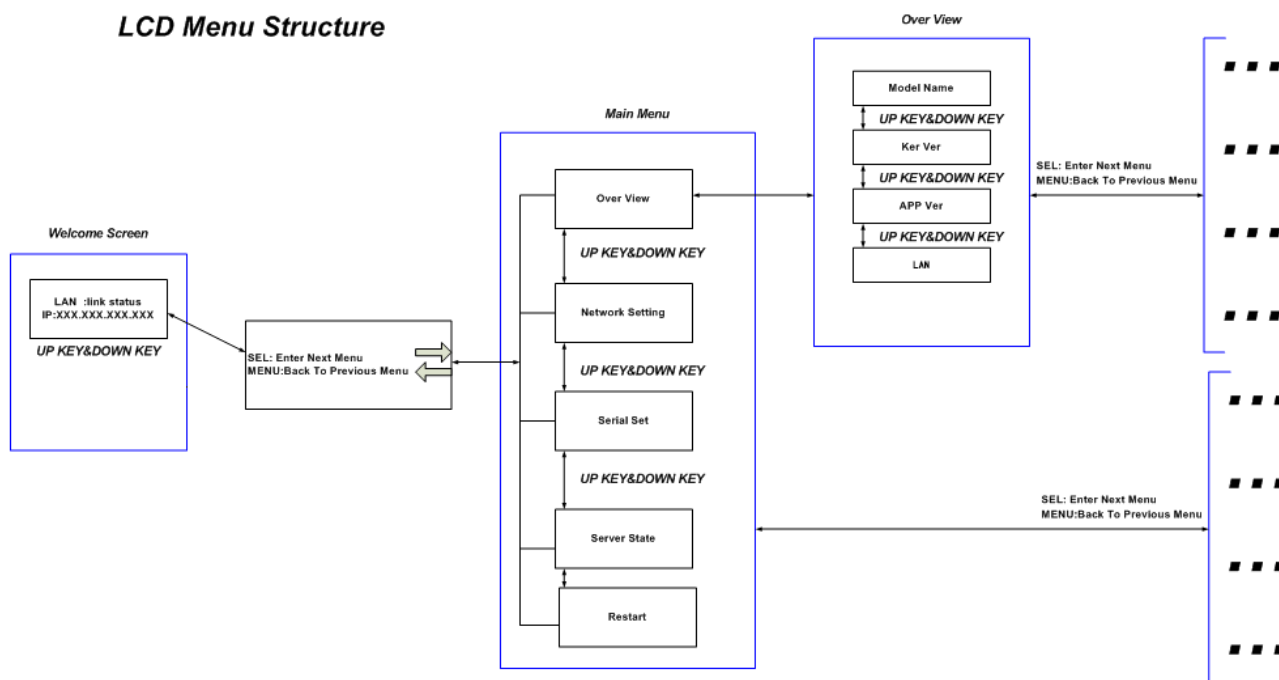 LCD Menu Structure
Welcome Screen
LAN :link status
IP:XXX.XXX.XXX.XXX
UP KEY&DOWN KEY
SEL: Enter Next Menu
MENU:Back To Previous Menu
Main Menu
Over View
UP KEY&DOWN KEY
Network Setting
UP KEY&DOWN KEY
Serial Set
UP KEY&DOWN KEY
Server State
Restart
Over View
Model Name
UP KEY&DOWN KEY
Ker Ver
UP KEY&DOWN KEY
APP Ver
UP KEY&DOWN KEY
LAN
SEL: Enter Next Menu
MENU:Back To Previous Menu
SEL: Enter Next Menu
MENU:Back To Previous Menu